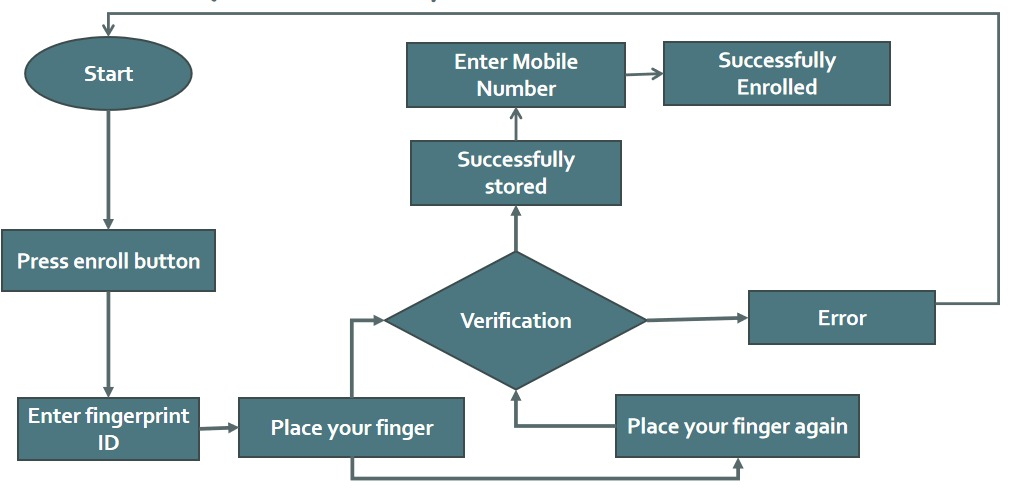 Start
Enter Mobile
Number
Successfully
Enrolled
Successfully
stored
Press enroll button
Verification
Error
Enter fingerprint
ID
Place your finger
Place your finger again